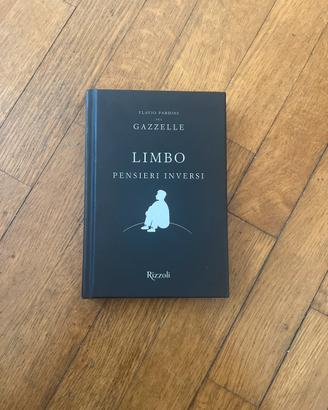 FLAVIO PARDINI
AKA
GAZZELLE
LIMBO
PENSIERI INVERSI
Rizzoli